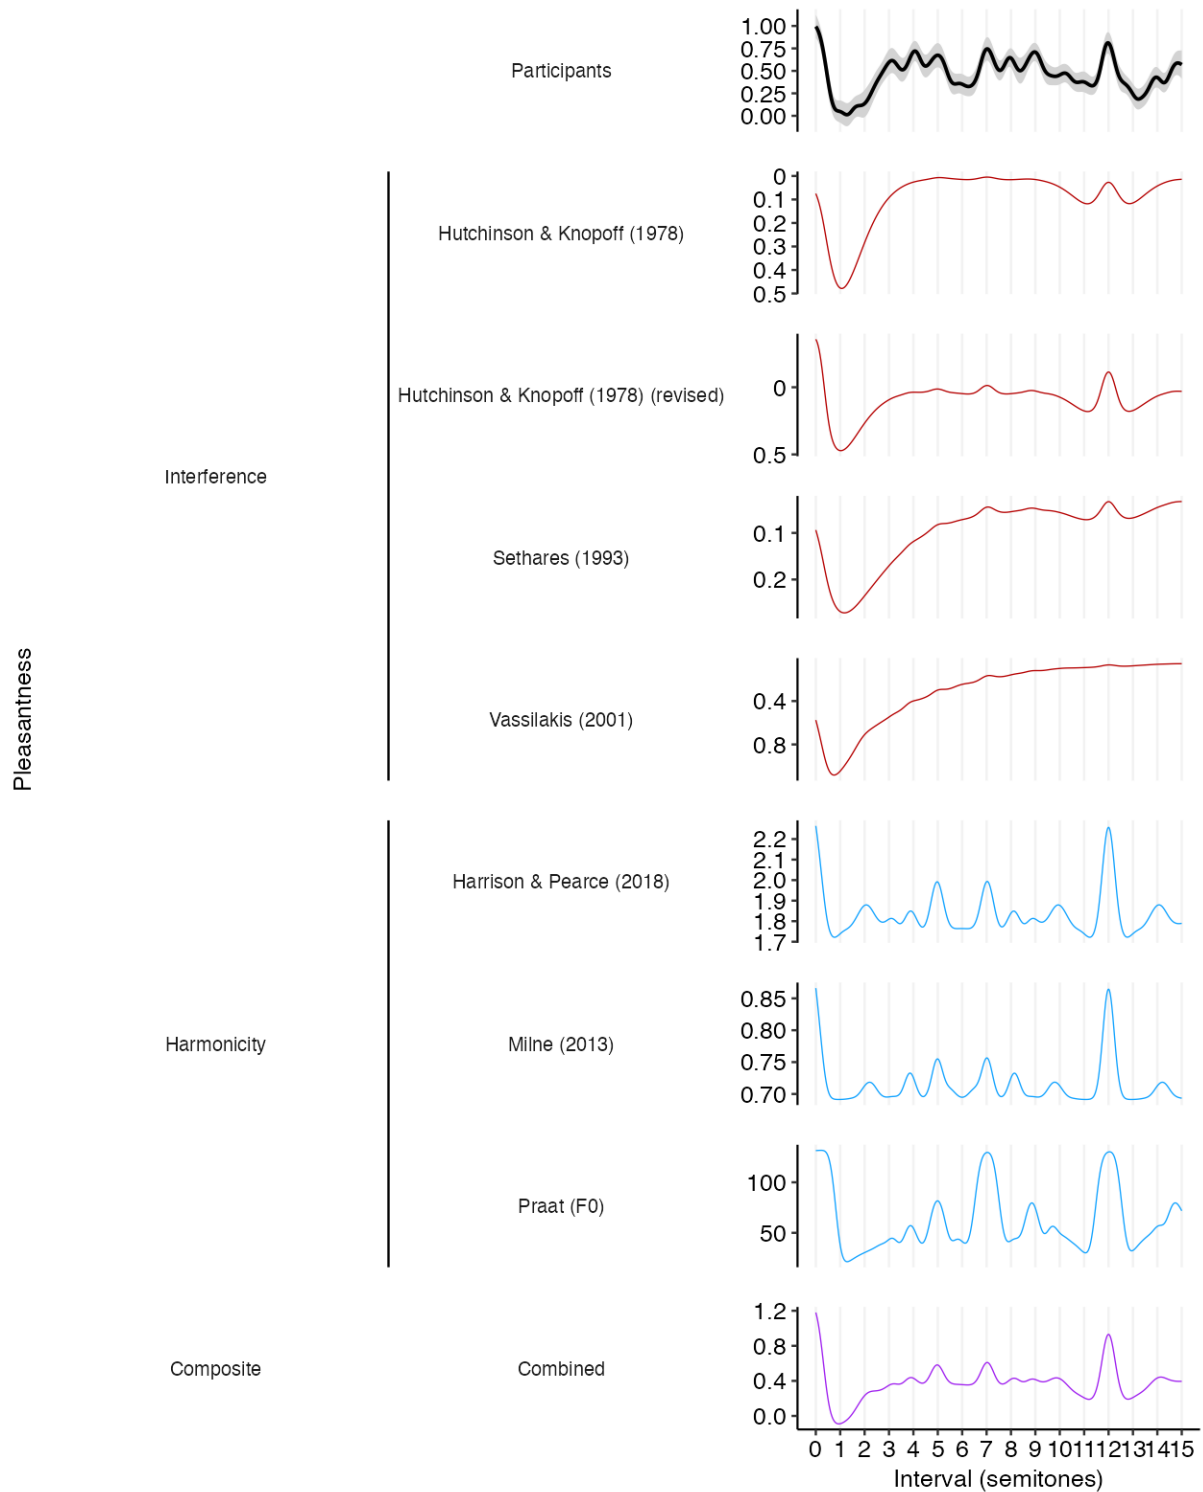 Pleasantness
Participants
1.00
0.75
0.50
0.25
0.00
Interference
Hutchinson & Knopoff (1978)
0
0.1
0.2
0.3
0.4
0.5
Hutchinson & Knopoff (1978) (revised)
0
0.5
Sethares (1993)
0.1
0.2
Vassilakis (2001)
0.4
0.8
Harmonicity
Harrison & Pearce (2018)
2.2
2.1
2.0
1.9
1.8
1.7
Milne (2013)
0.85
0.80
0.75
0.70
Praat (F0)
100
50
Composite
Combined
1.2
0.8
0.4
0.0
0 1 2 3 4 5 6 7 8 9 10 11 12 13 14 15
Interval (semitones)